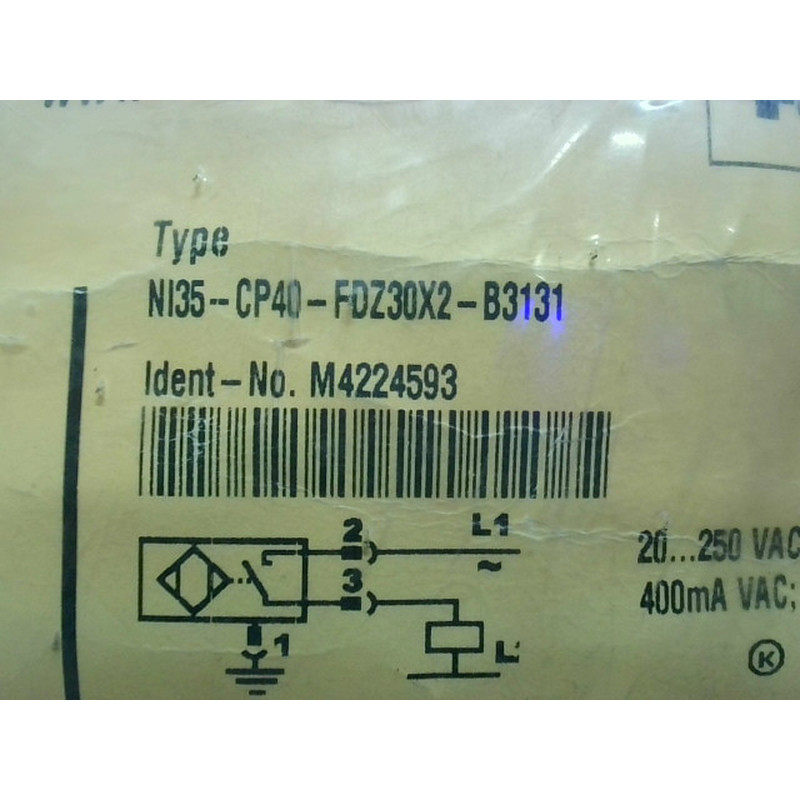 Type
NI35--CP40-FDZ30X2-B3131
Ident-No. M4224593
2
L1
~
20...250 VAC
3
400mA VAC;
1
K